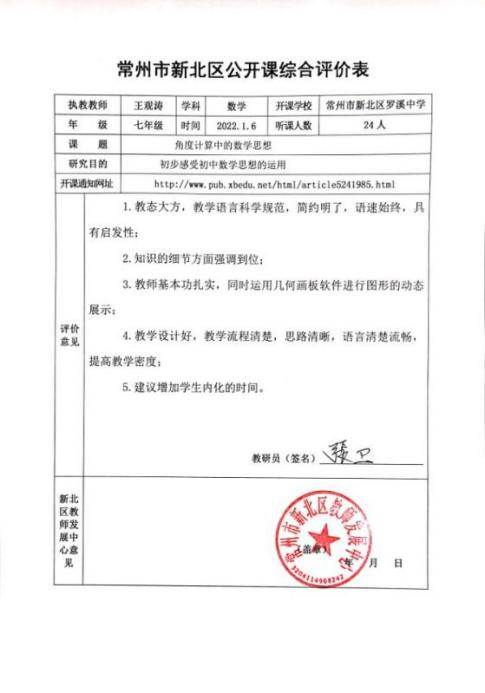 常州市新北区公开课综合评价表
执教教师 王观涛 学科 数学 开课学校 常州市新北区罗溪中学
年 级 七年级 时间 2022.1.6 听课人数 24 人
课 题 角度计算中的数学思想
研究目的 初步感受初中数学思想的运用
开课通知网址 http://www.pub.xbedu.net/html/article5241985.html
1.教态大方，教学语言科学规范，简约明了，语速始终，具
有启发性；
2.知识的细节方面强调到位；
3.教师基本功扎实，同时运用几何画板软件进行图形的动态
展示；
评价
意见
4.教学设计好，教学流程清楚，思路清晰，语言清楚流畅，
提高教学密度；
5.建议增加学生内化的时间。
教研员（签名） 張卫
新北
区教
师发
展中
心意
见
常州市新北区教师发展中心
（盖章）
年 月 日
3204114968242